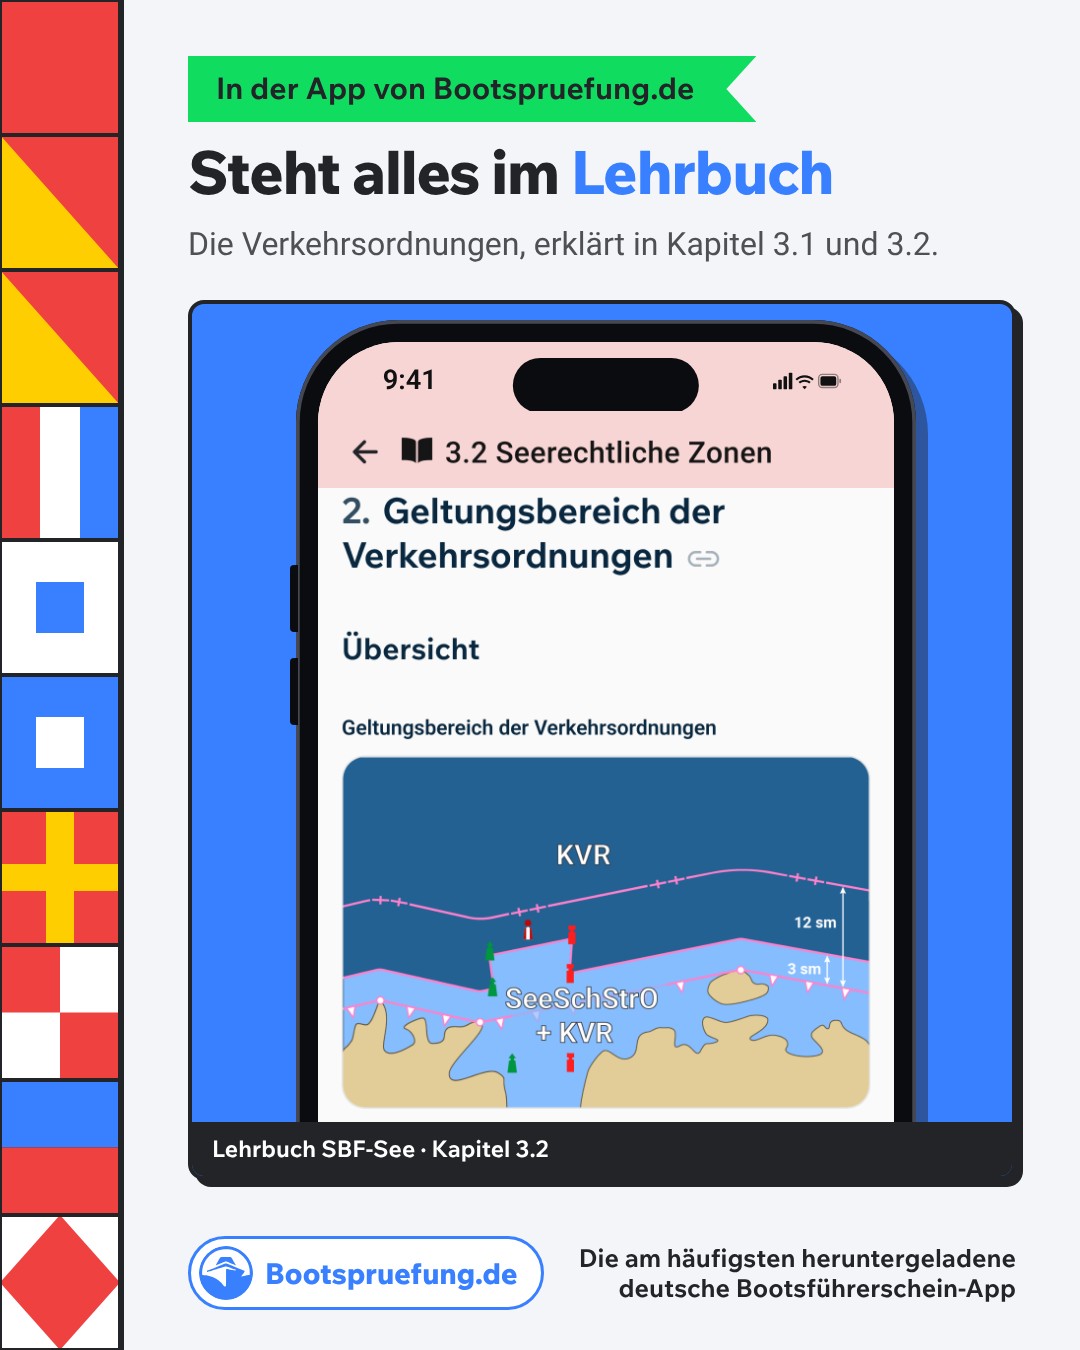 In der App von Bootspruefung.de
Steht alles im Lehrbuch
Die Verkehrsordnungen, erklärt in Kapitel 3.1 und 3.2.
9:41
3.2 Seerechtliche Zonen
2. Geltungsbereich der
Verkehrsordnungen
Übersicht
Geltungsbereich der Verkehrsordnungen
KVR
12 sm
3 sm
SeeSchStrO
+ KVR
Lehrbuch SBF-See · Kapitel 3.2
Bootspruefung.de
Die am häufigsten heruntergeladene
deutsche Bootsführerschein-App